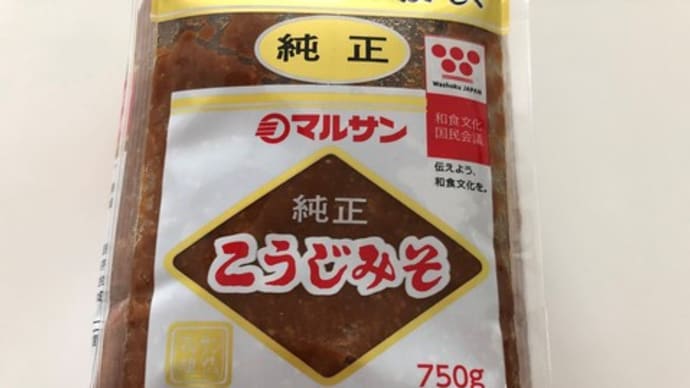 純正
Washoku JAPAN
和食文化
国民会議
伝えよう、
和食文化を。
マルサン
純正
こうじみそ
750g